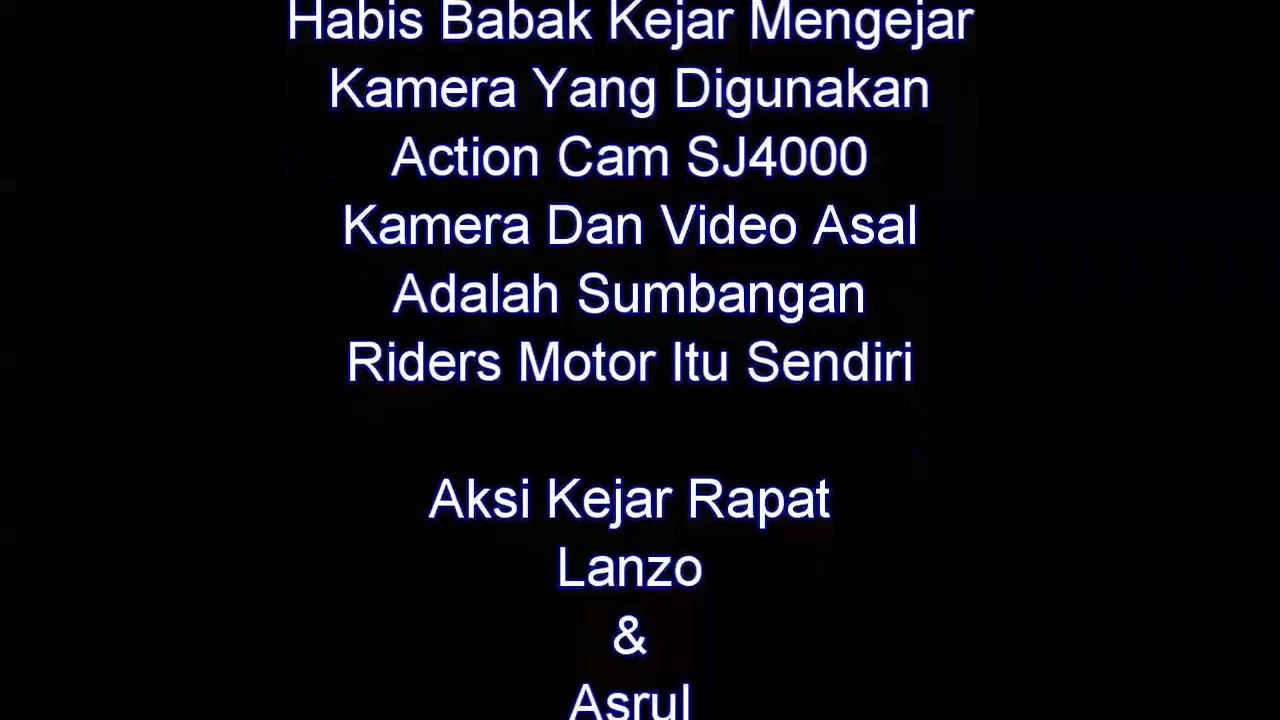 Habis Babak Kejar Mengejar
Kamera Yang Digunakan
Action Cam SJ4000
Kamera Dan Video Asal
Adalah Sumbangan
Riders Motor Itu Sendiri
Aksi Kejar Rapat
Lanzo
&
Asrul